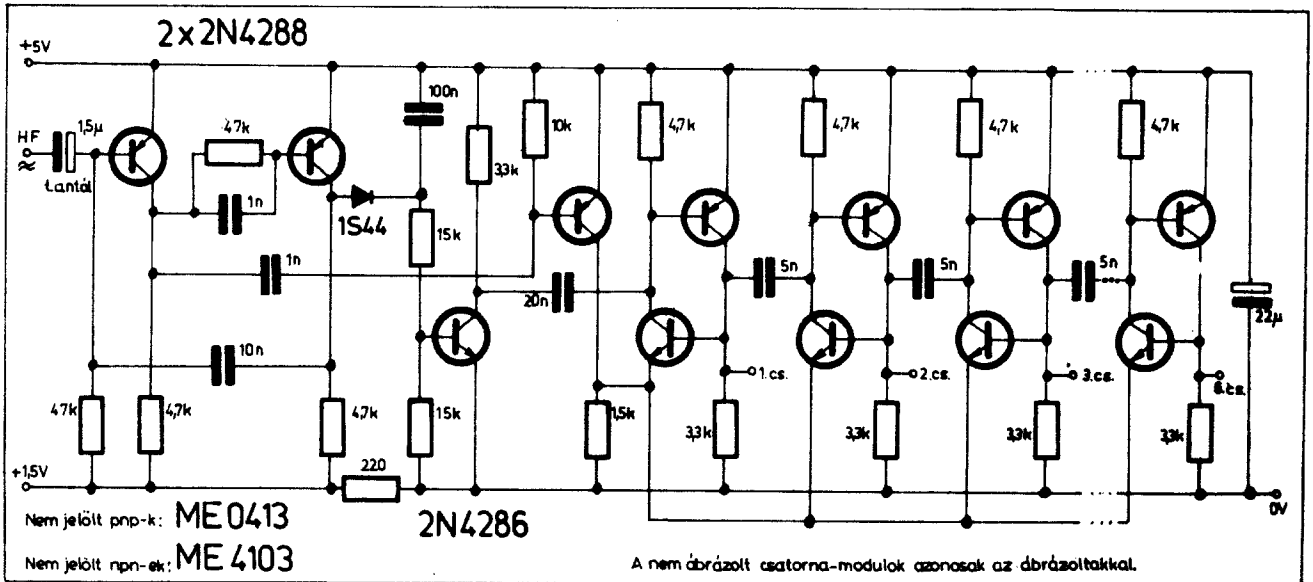 2x2N4288
+5V
HF
1,5µ
tantál
47k
1n
1S44
100n
15k
3,3k
10k
4,7k
4,7k
4,7k
4,7k
1n
20n
5n
5n
5n
22µ
10n
47k
4,7k
4,7k
15k
1,5k
1.cs.
3,3k
2.cs.
3,3k
3.cs.
3,3k
8.cs.
3,3k
220
+1,5V
0V
Nem jelölt pnp-k: ME0413
2N4286
Nem jelölt npn-ek: ME 4103
A nem ábrázolt csatorna-modulok azonosak az ábrázoltakkal.